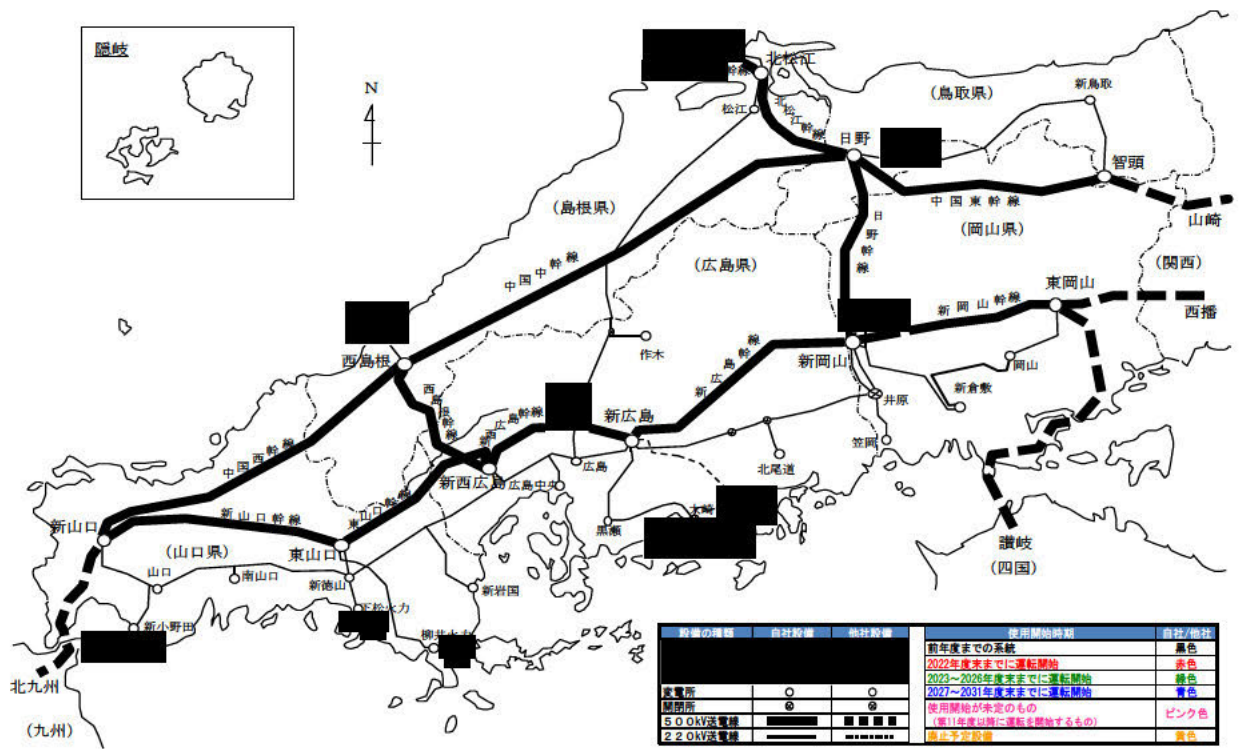 隠岐
N
幹線
北松江
松江
北松江幹線
日野
(鳥取県)
新鳥取
智頭
中国東幹線
山崎
(島根県)
(岡山県)
日野幹線
(広島県)
(関西)
中国中幹線
東岡山
新岡山幹線
西播
西島根
作木
新広島幹線
新岡山
岡山
新倉敷
井原
笠岡
西島根幹線
新西広島幹線
新広島
北尾道
広島
中国西幹線
新西広島
広島中央
大崎
黒瀬
新山口
新山口幹線
東山口幹線
(山口県)
東山口
讃岐
(四国)
山口
南山口
新徳山
新岩国
下松火力
新小野田
柳井火力
北九州
(九州)
設備の種類 自社設備 他社設備
変電所
開閉所
500kV送電線
220kV送電線
使用開始時期 自社/他社
前年度までの系統 黒色
2022年度末までに運転開始 赤色
2023~2026年度末までに運転開始 緑色
2027~2031年度末までに運転開始 青色
使用開始が未定のもの ピンク色
(第11年度以降に運転を開始するもの)
廃止予定設備 黄色